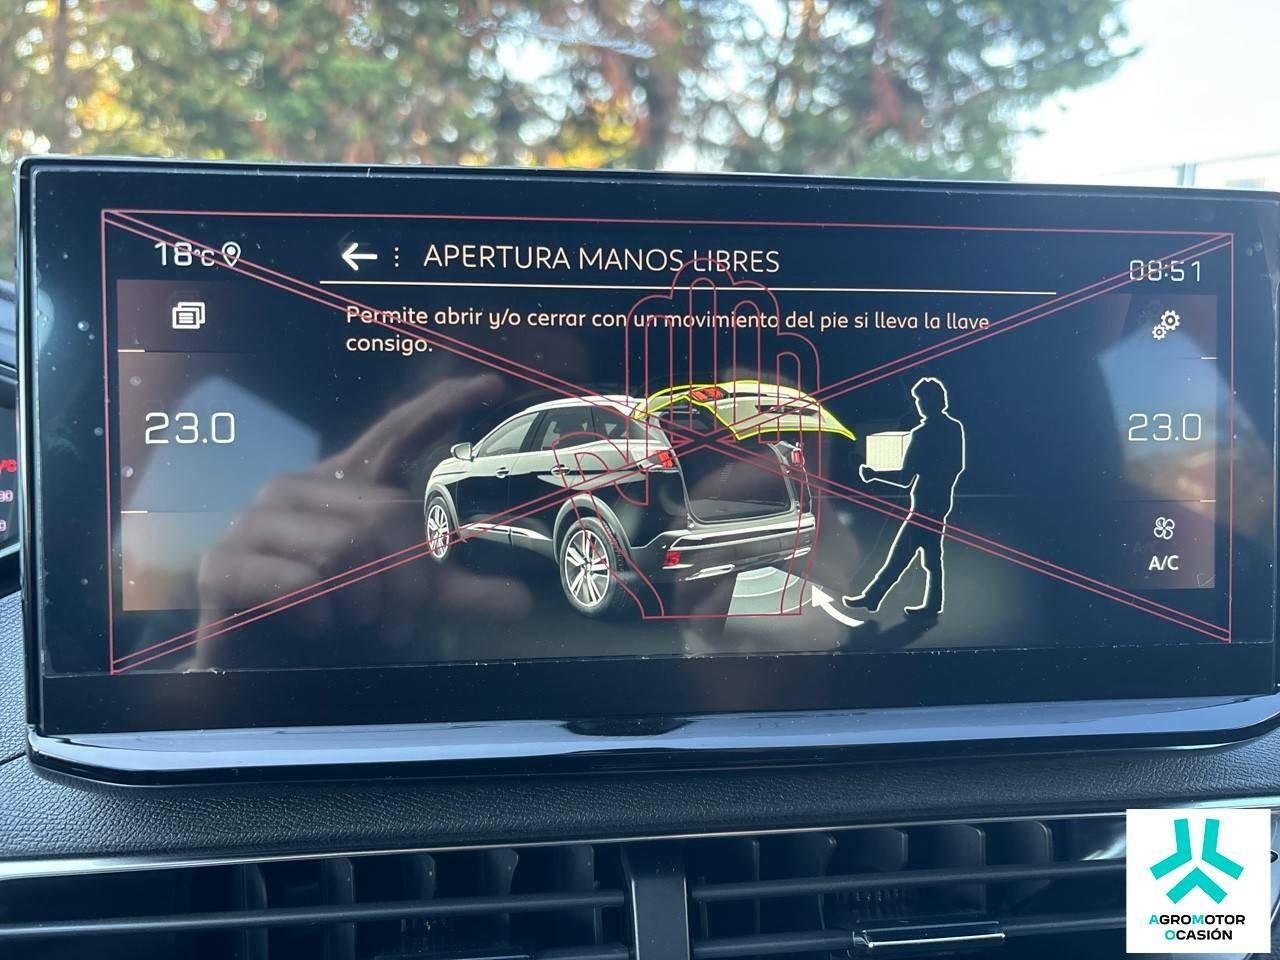 18°C
APERTURA MANOS LIBRES
08:51
Permite abrir y/o cerrar con un movimiento del pie si lleva la llave
consigo.
23.0
23.0
A/C
AGROMOTOR
OCASIÓN